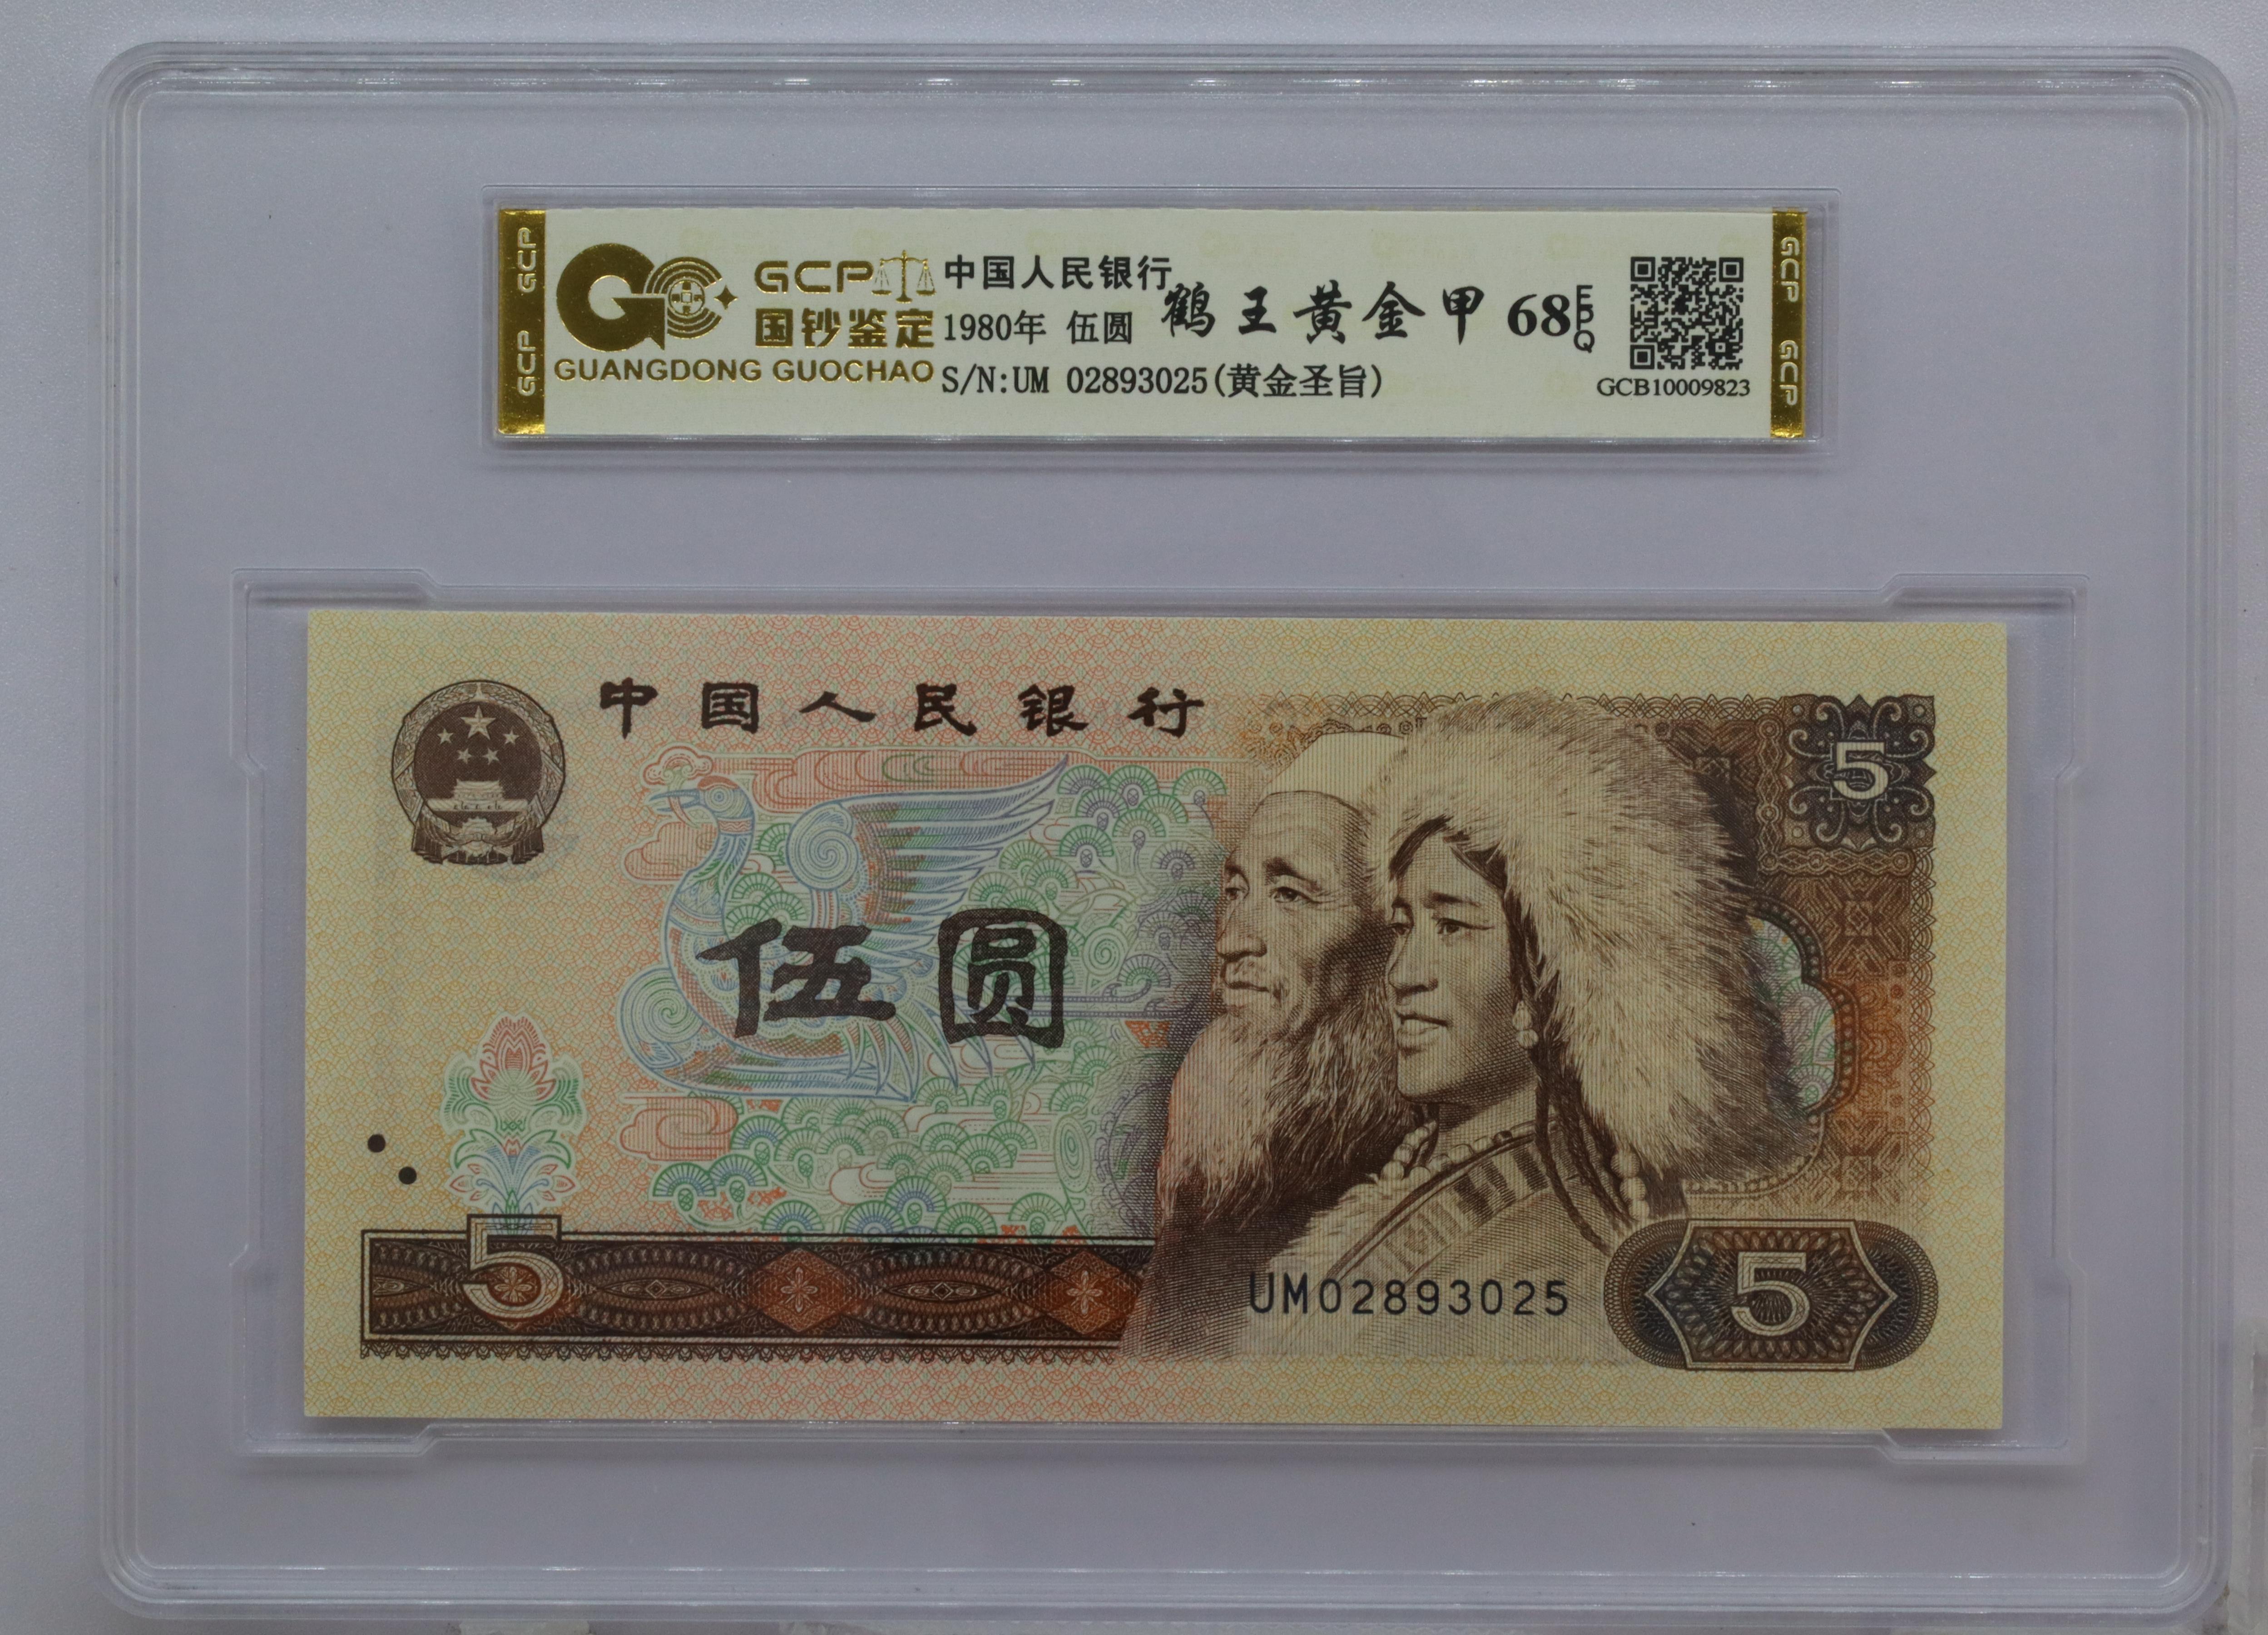 GCP GCP
GCP
国钞鉴定
GUANGDONG GUOCHAO
中国人民银行
1980年 伍圆
S/N:UM 02893025(黄金圣旨)
鹤王黄金甲 68 EPQ
GCB10009823
GCP GCP
中国人民银行
5
伍圆
5
UM02893025
5